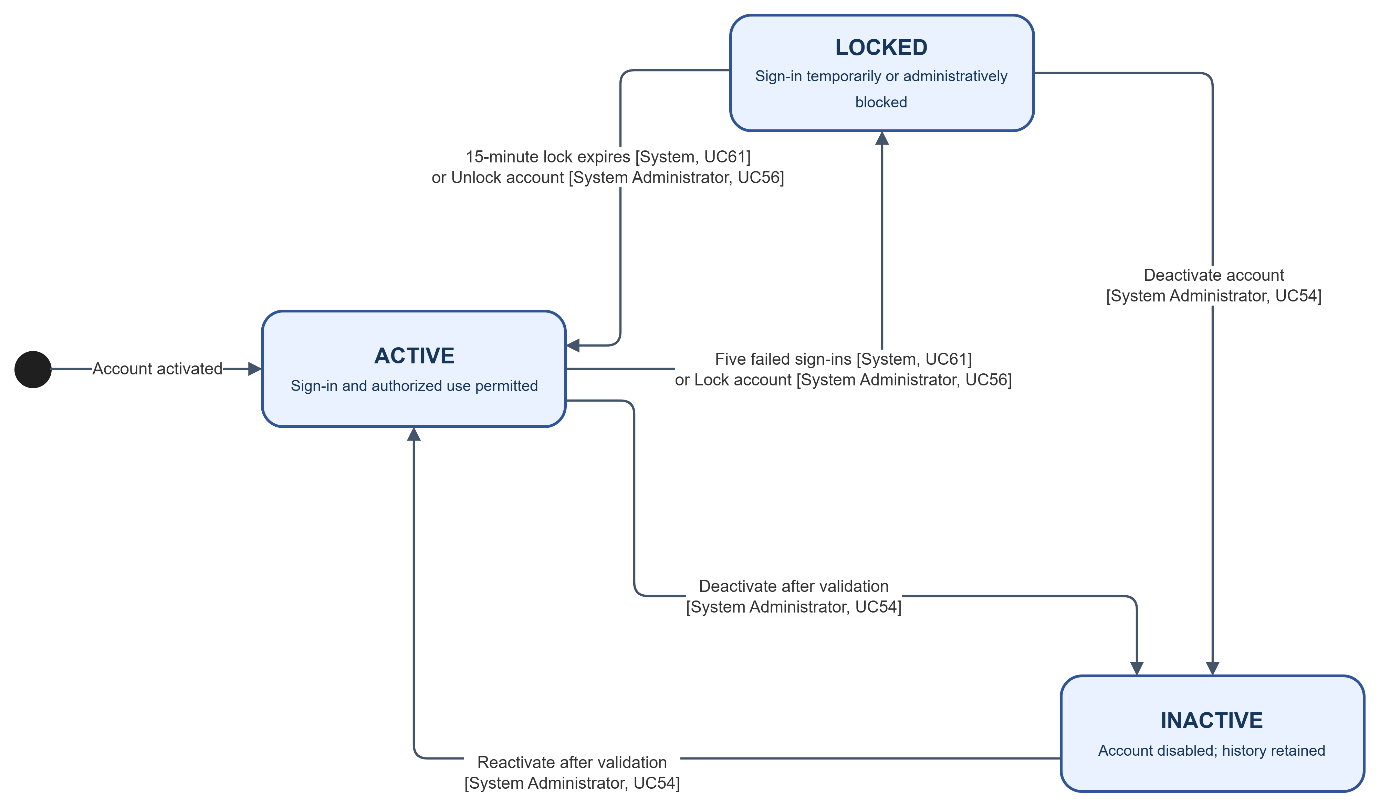 LOCKED
Sign-in temporarily or administratively
blocked
15-minute lock expires [System, UC61]
or Unlock account [System Administrator, UC56]
Deactivate account
[System Administrator, UC54]
ACTIVE
Sign-in and authorized use permitted
Account activated
Five failed sign-ins [System, UC61]
or Lock account [System Administrator, UC56]
Deactivate after validation
[System Administrator, UC54]
INACTIVE
Account disabled; history retained
Reactivate after validation
[System Administrator, UC54]